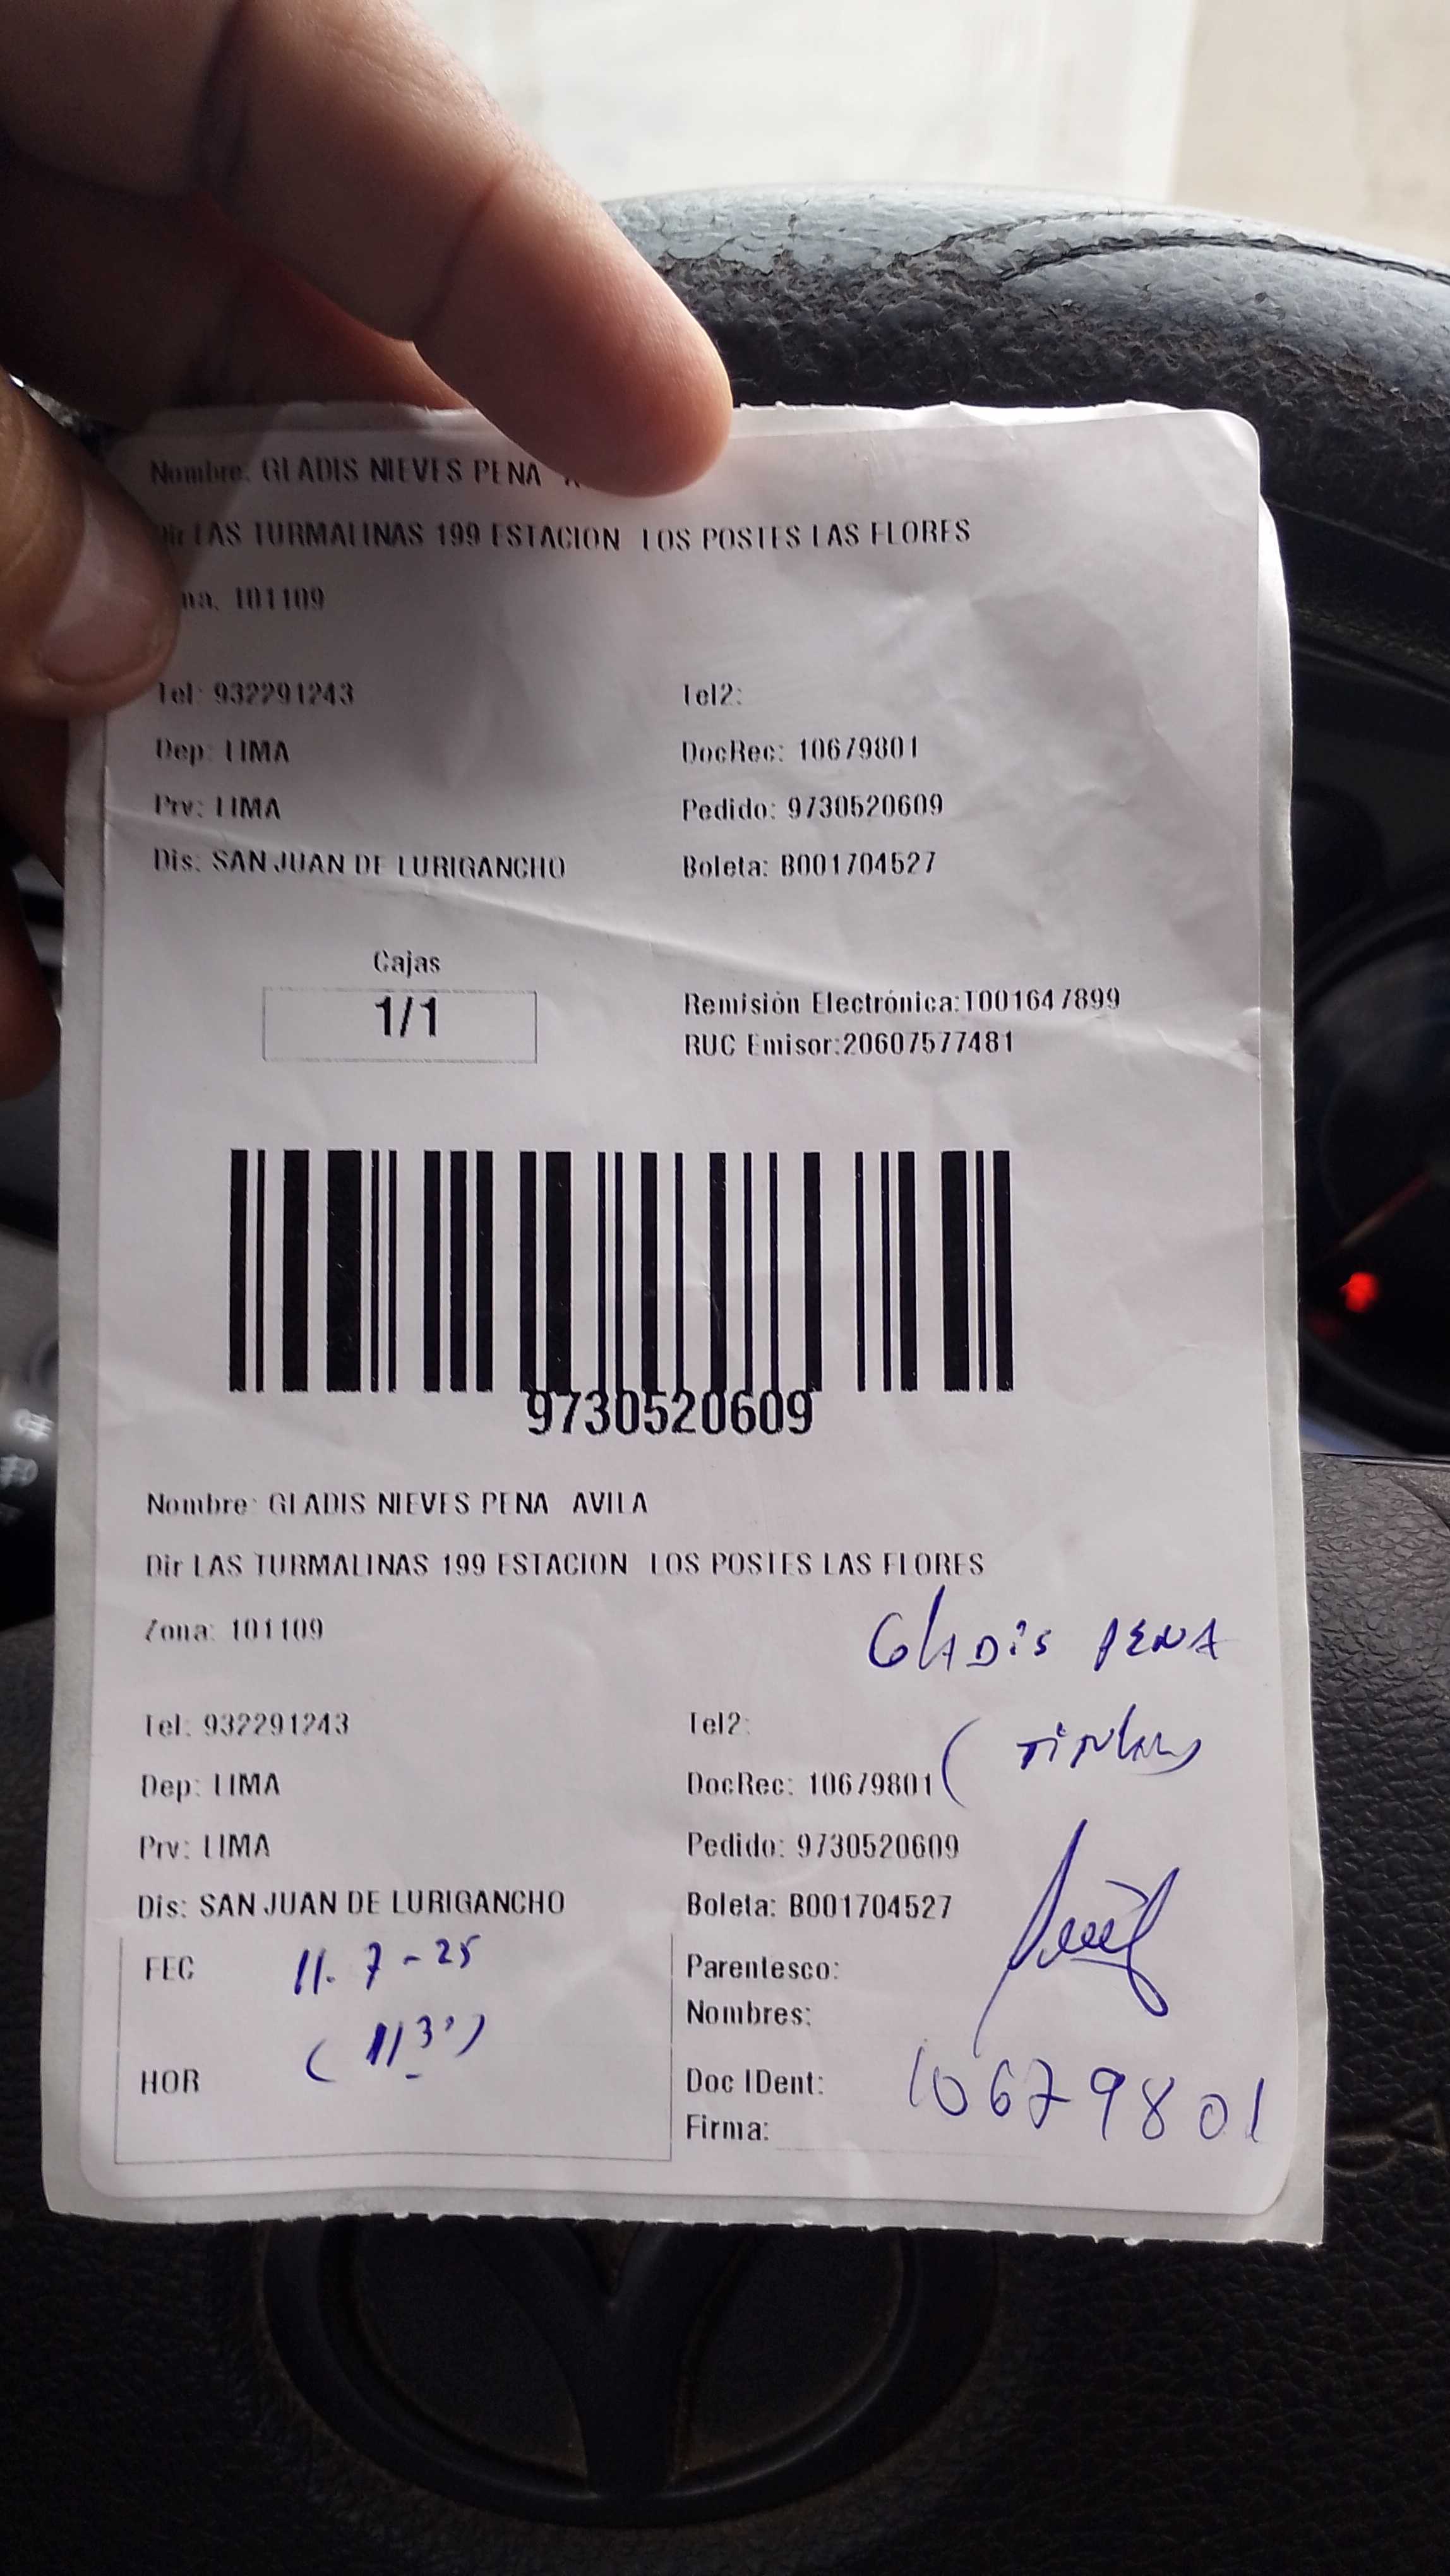 Nombre: GLADIS NIEVES PENA
Dir LAS TURMALINAS 199 ESTACION LOS POSTES LAS FLORES
na. 101109
Tel: 932291243 Tel2:
Dep: LIMA DocRec: 10679801
Prv: LIMA Pedido: 9730520609
Dis: SAN JUAN DE LURIGANCHO Boleta: B001704527
Cajas
1/1
Remisión Electrónica:T001647899
RUC Emisor:20607577481
9730520609
Nombre: GLADIS NIEVES PENA AVILA
Dir LAS TURMALINAS 199 ESTACION LOS POSTES LAS FLORES
Zona: 101109
GLADIS PENA
Tel: 932291243 Tel2:
(TITULAR)
Dep: LIMA DocRec: 10679801
Prv: LIMA Pedido: 9730520609
Dis: SAN JUAN DE LURIGANCHO Boleta: B001704527
FEC 11-7-25 Parentesco:
Nombres:
HOR Doc IDent: 10679801
Firma: